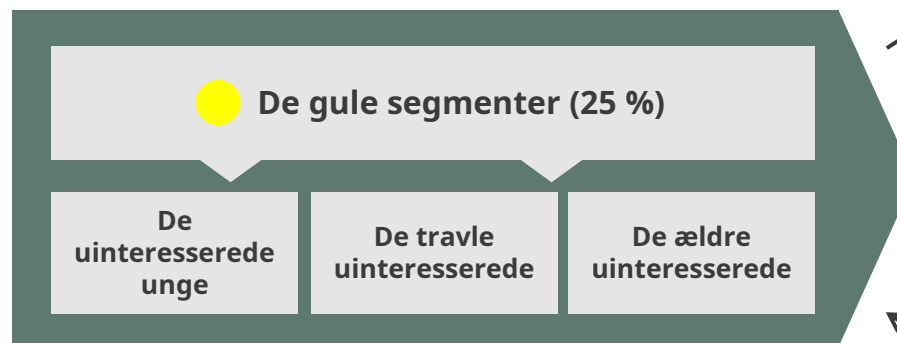 De gule segmenter (25 %)
De
uinteresserede
unge
De travle
uinteresserede
De ældre
uinteresserede